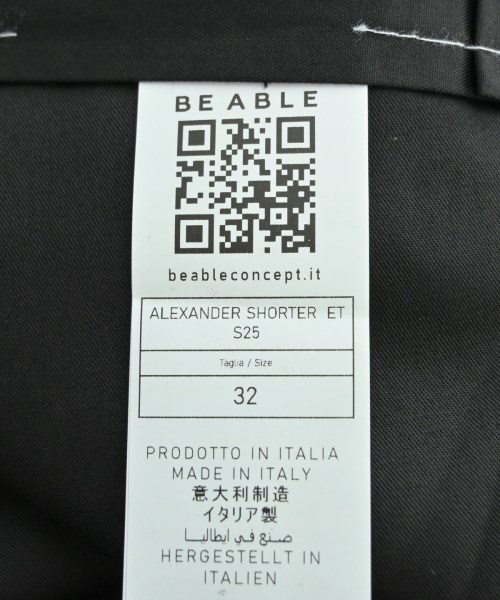 BE ABLE
beableconcept.it
ALEXANDER SHORTER ET
S25
Taglia / Size
32
PRODOTTO IN ITALIA
MADE IN ITALY
意大利制造
イタリア製
صنع في ايطاليا
HERGESTELLT IN
ITALIEN